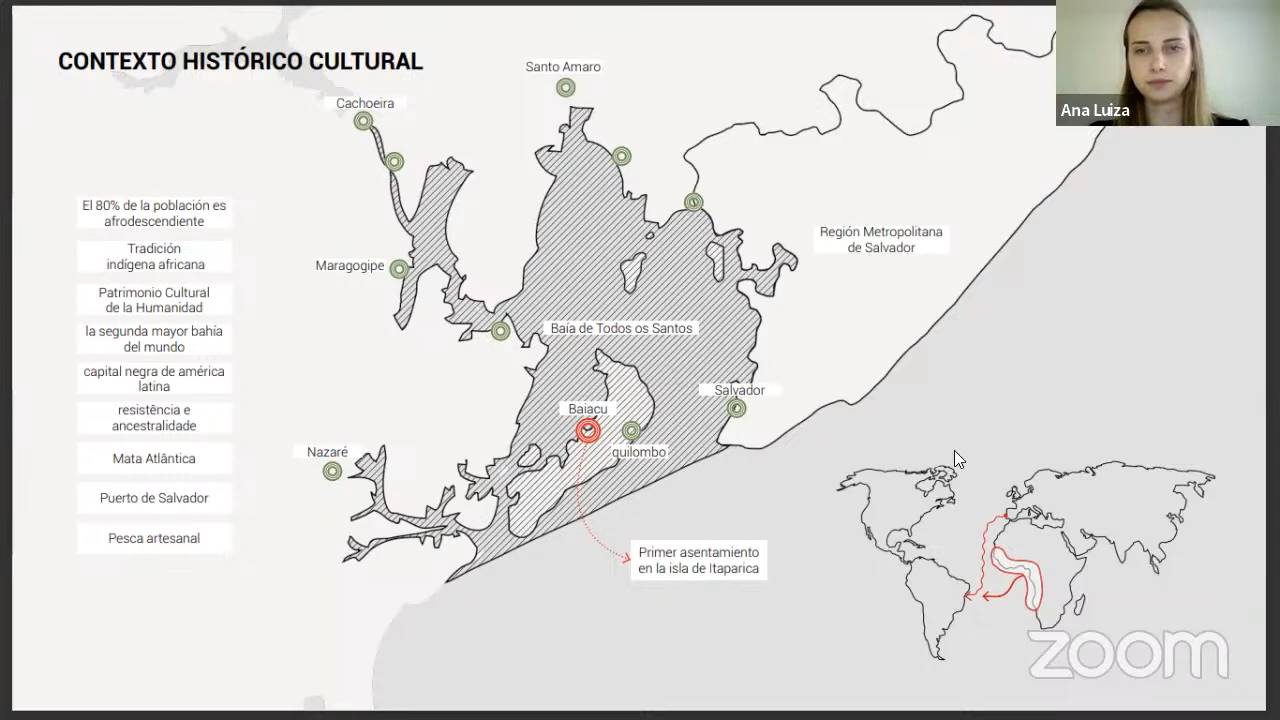 CONTEXTO HISTÓRICO CULTURAL
Ana Luiza
Santo Amaro
Cachoeira
El 80% de la población es
afrodescendiente
Tradición
indígena africana
Patrimonio Cultural
de la Humanidad
la segunda mayor bahía
del mundo
capital negra de américa
latina
resistência e
ancestralidade
Mata Atlântica
Puerto de Salvador
Pesca artesanal
Maragogipe
Región Metropolitana
de Salvador
Baía de Todos os Santos
Salvador
Baiacu
quilombo
Nazaré
Primer asentamiento
en la isla de Itaparica
zoom